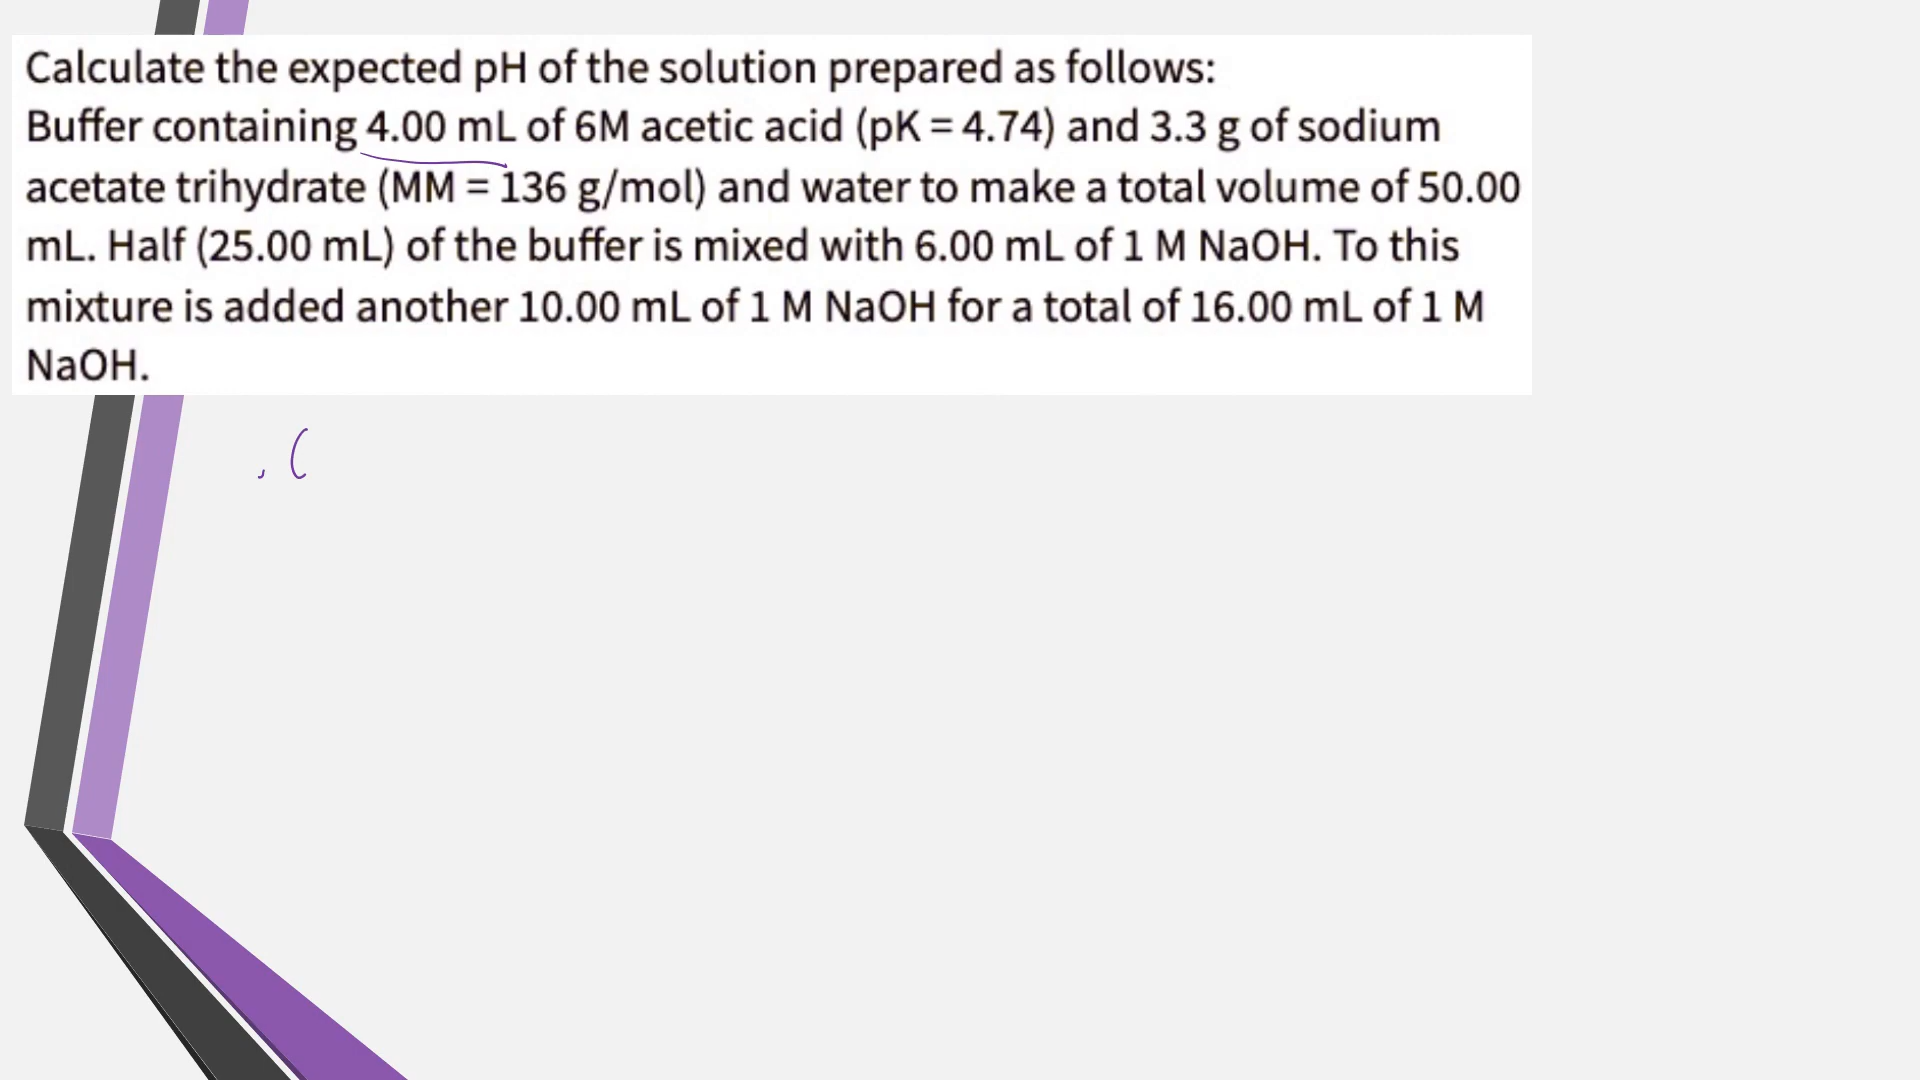 Calculate the expected pH of the solution prepared as follows:
Buffer containing 4.00 mL of 6M acetic acid (pK = 4.74) and 3.3 g of sodium
acetate trihydrate (MM = 136 g/mol) and water to make a total volume of 50.00
mL. Half (25.00 mL) of the buffer is mixed with 6.00 mL of 1 M NaOH. To this
mixture is added another 10.00 mL of 1 M NaOH for a total of 16.00 mL of 1 M
NaOH.